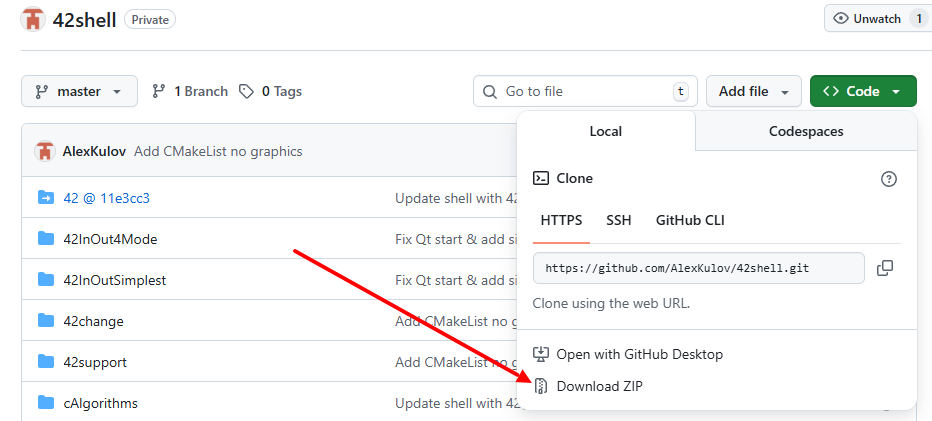 42shell Private
Unwatch 1
master 1 Branch 0 Tags
Go to file t
Add file
Code
Local Codespaces
AlexKulov Add CMakeList no graphics
Clone
42 @ 11e3cc3 Update shell with 42
HTTPS SSH GitHub CLI
42InOut4Mode Fix Qt start & add si
https://github.com/AlexKulov/42shell.git
42InOutSimplest Fix Qt start & add si
Clone using the web URL.
42change Add CMakeList no g
Open with GitHub Desktop
42support Add CMakeList no g
Download ZIP
cAlgorithms Update shell with 42